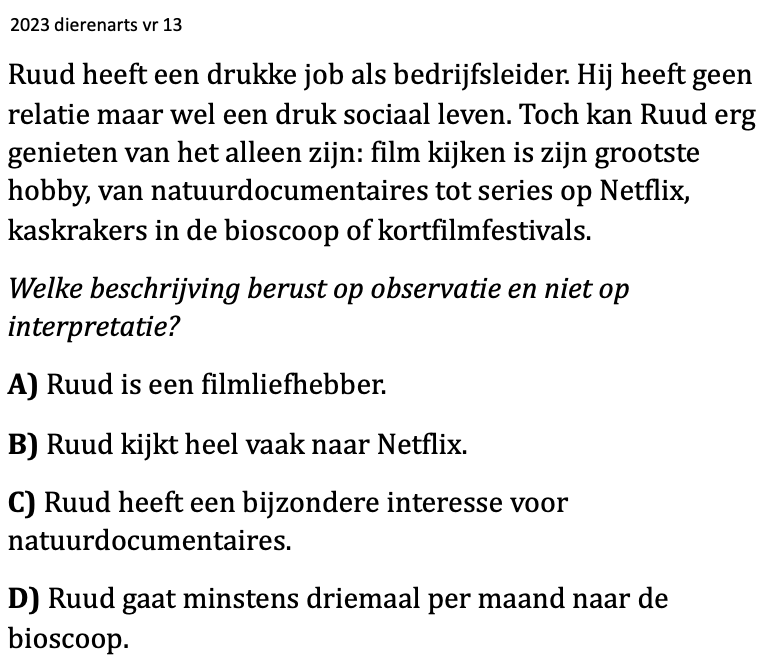 2023 dierenarts vr 13
Ruud heeft een drukke job als bedrijfsleider. Hij heeft geen
relatie maar wel een druk sociaal leven. Toch kan Ruud erg
genieten van het alleen zijn: film kijken is zijn grootste
hobby, van natuurdocumentaires tot series op Netflix,
kaskrakers in de bioscoop of kortfilmfestivals.
Welke beschrijving berust op observatie en niet op
interpretatie?
A) Ruud is een filmliefhebber.
B) Ruud kijkt heel vaak naar Netflix.
C) Ruud heeft een bijzondere interesse voor
natuurdocumentaires.
D) Ruud gaat minstens driemaal per maand naar de
bioscoop.